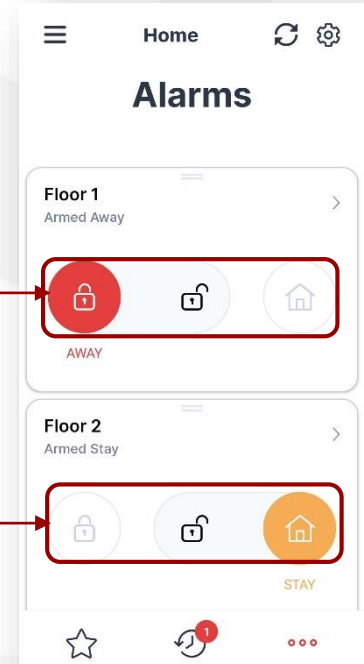 Home
Alarms
Floor 1
Armed Away
AWAY
Floor 2
Armed Stay
STAY
1